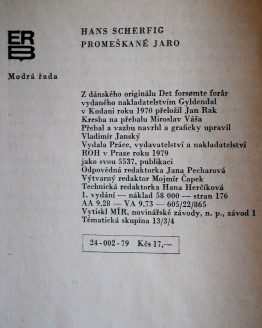 ERB
HANS SCHERFIG
PROMEŠKANÉ JARO
Modrá řada
Z dánského originálu Det forsømte forår
vydaného nakladatelstvím Gyldendal
v Kodani roku 1970 přeložil Jan Rak
Kresba na přebalu Miroslav Váša
Přebal a vazbu navrhl a graficky upravil
Vladimír Janský
Vydala Práce, vydavatelství a nakladatelství
ROH v Praze roku 1979
jako svou 5537. publikaci
Odpovědná redaktorka Jana Pecharová
Výtvarný redaktor Mojmír Čapek
Technická redaktorka Hana Herčíková
1. vydání — náklad 58 000 — stran 176
AA 9,28 — VA 9,73 — 605/22/865
Vytiskl MÍR, novinářské závody, n. p., závod 1
Tématická skupina 13/3/4
24-002-79 Kčs 17,—